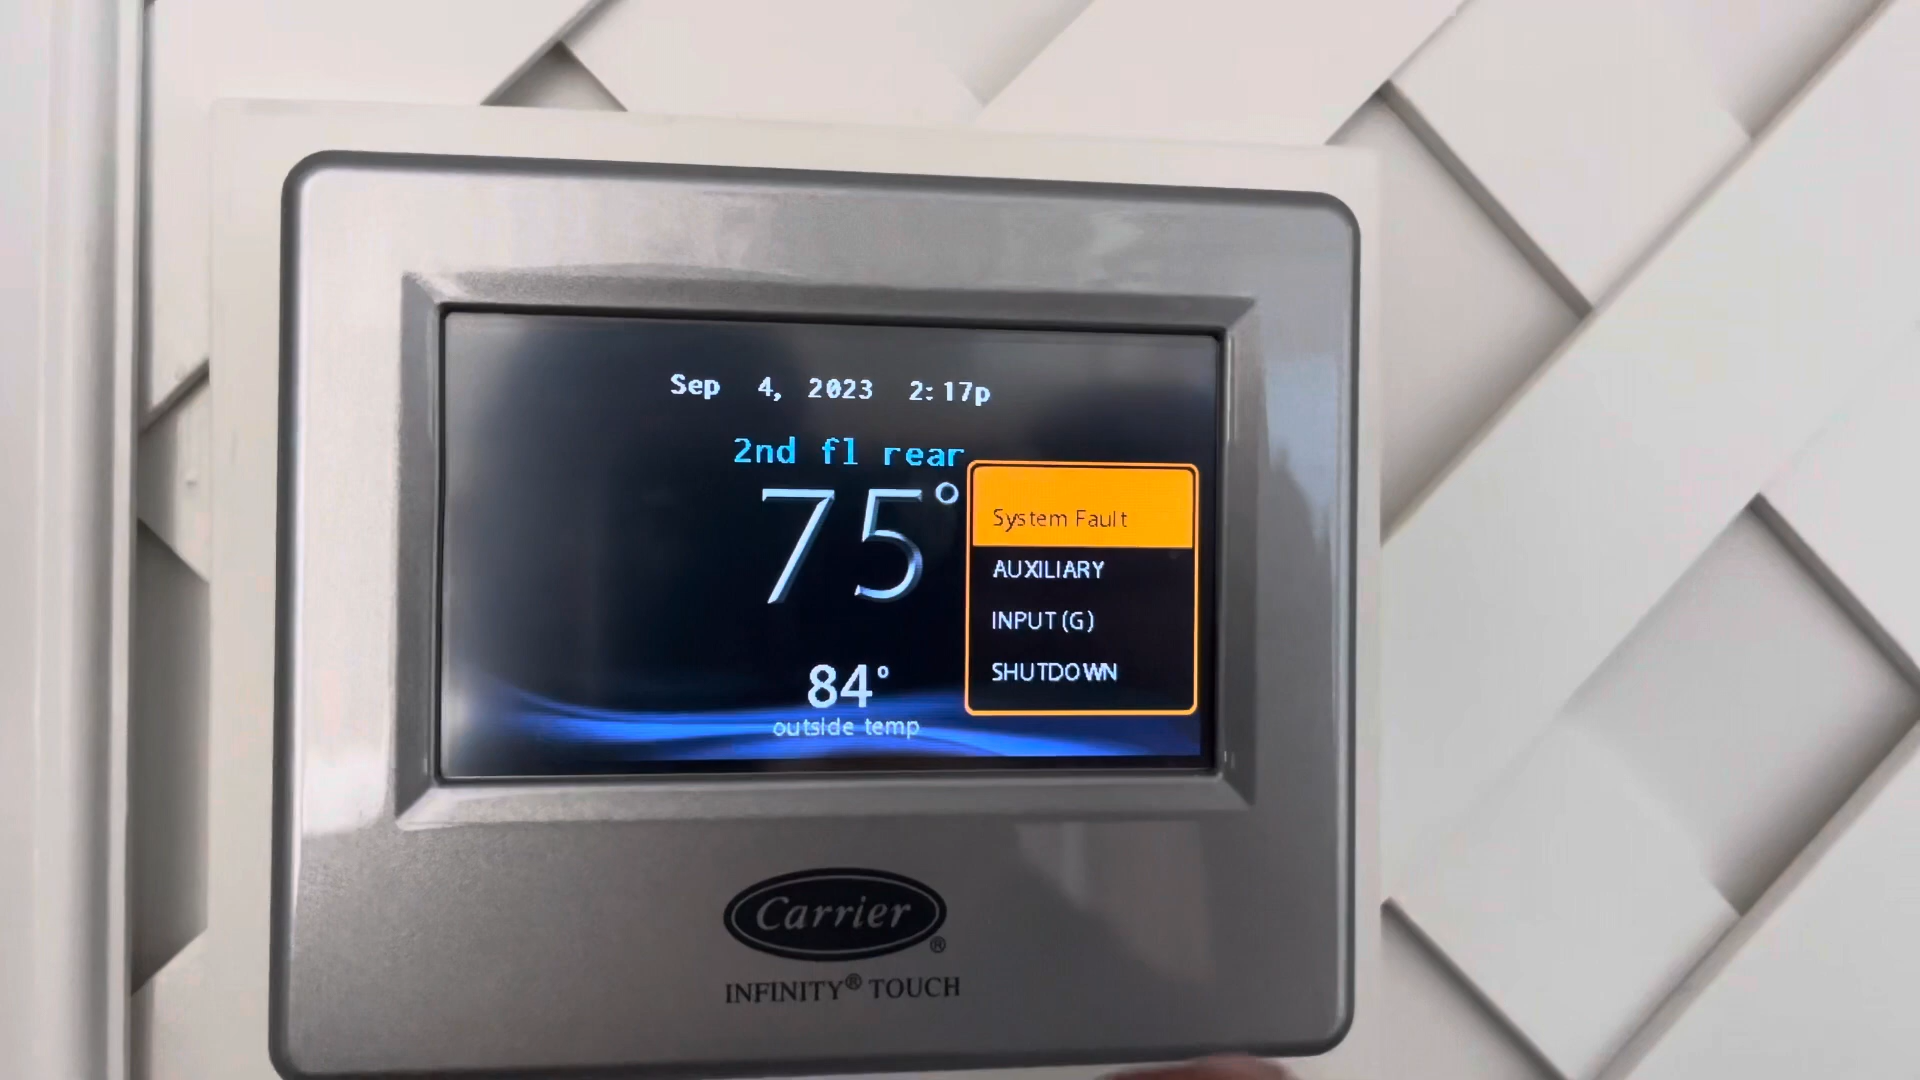 Sep 4, 2023 2:17p
2nd fl rear
75°
System Fault
AUXILIARY
INPUT (G)
SHUTDOWN
84°
outside temp
Carrier®
INFINITY® TOUCH